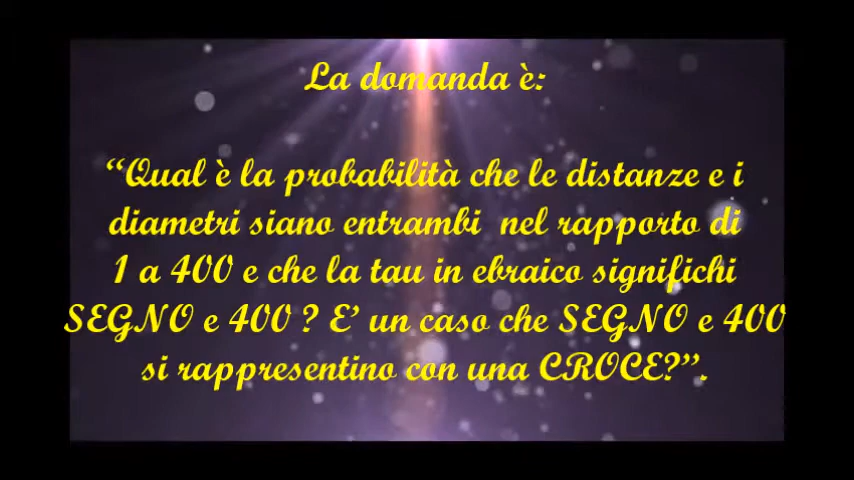 La domanda è:
“Qual è la probabilità che le distanze e i
diametri siano entrambi nel rapporto di
1 a 400 e che la tau in ebraico significhi
SEGNO e 400 ? E’ un caso che SEGNO e 400
si rappresentino con una CROCE?”.